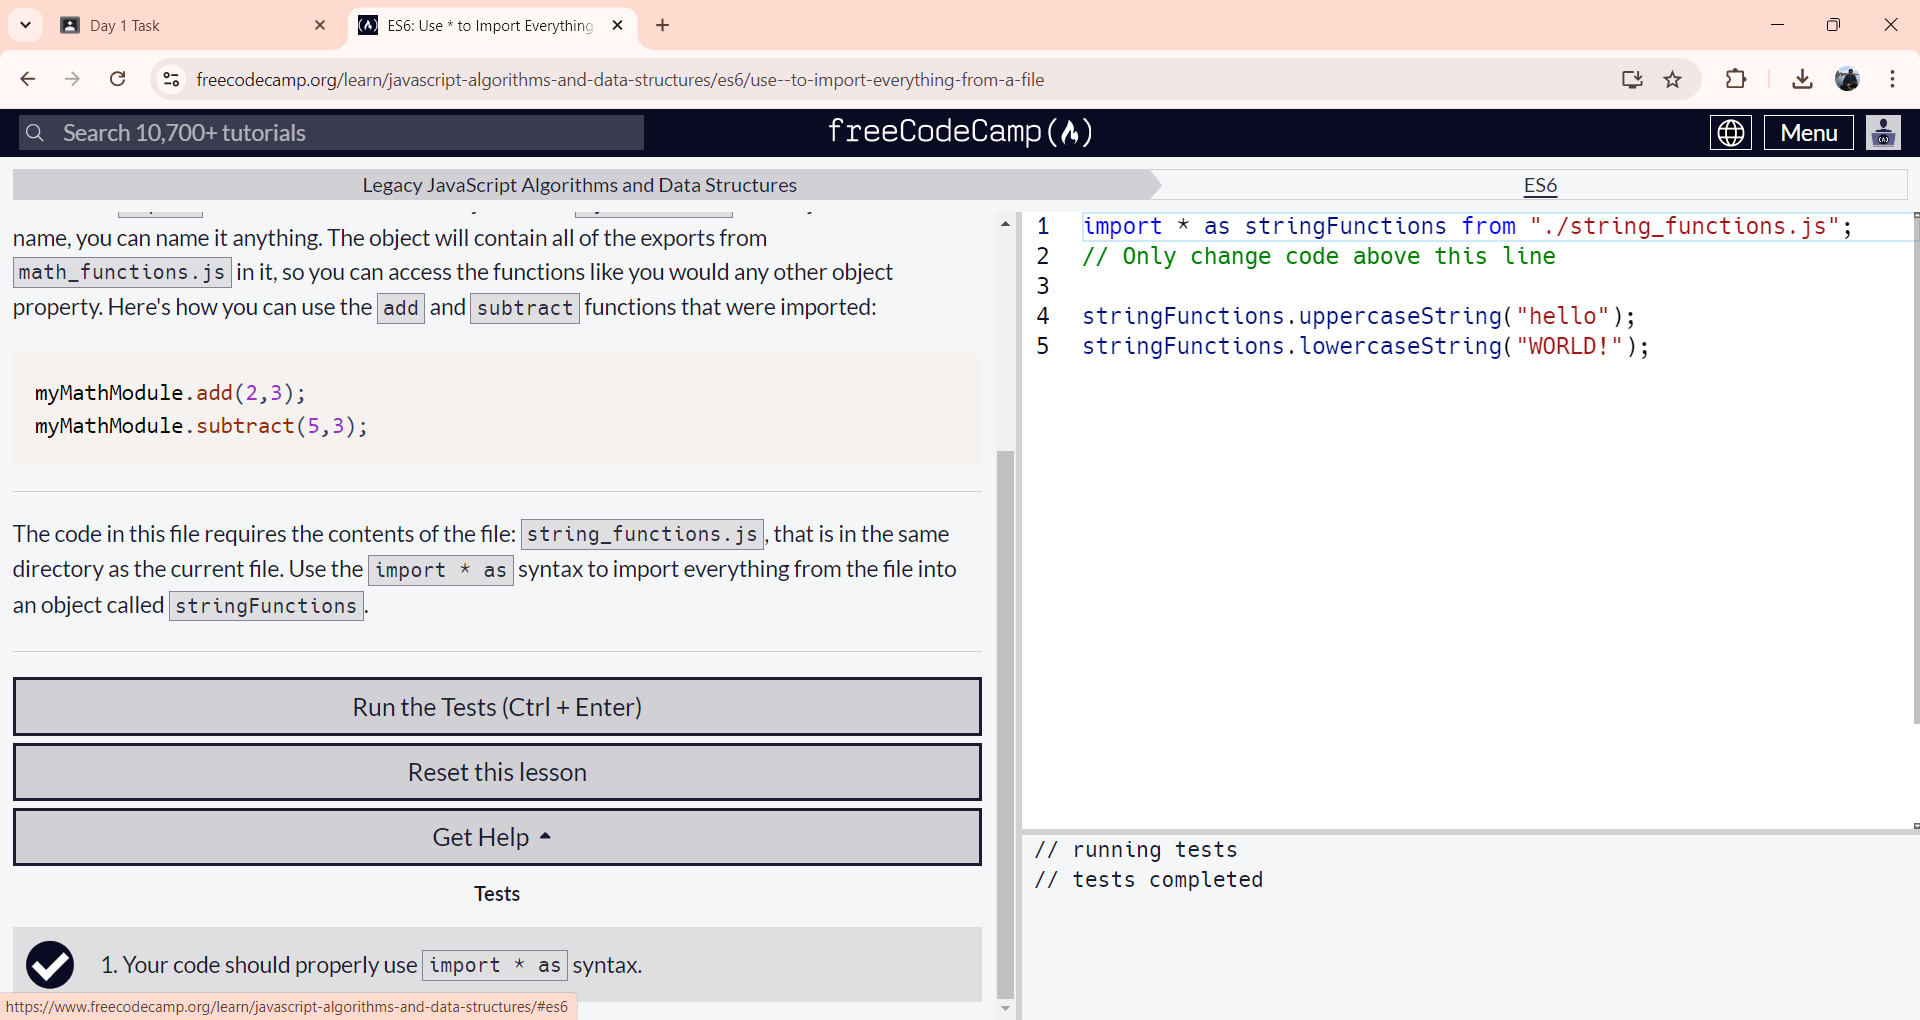 Day 1 Task
ES6: Use * to Import Everything
freecodecamp.org/learn/javascript-algorithms-and-data-structures/es6/use--to-import-everything-from-a-file
Search 10,700+ tutorials
freeCodeCamp(🔥)
Menu
Legacy JavaScript Algorithms and Data Structures
ES6
name, you can name it anything. The object will contain all of the exports from
math_functions.js in it, so you can access the functions like you would any other object
property. Here's how you can use the add and subtract functions that were imported:
myMathModule.add(2,3);
myMathModule.subtract(5,3);
The code in this file requires the contents of the file: string_functions.js, that is in the same
directory as the current file. Use the import * as syntax to import everything from the file into
an object called stringFunctions.
Run the Tests (Ctrl + Enter)
Reset this lesson
Get Help
Tests
1. Your code should properly use import * as syntax.
https://www.freecodecamp.org/learn/javascript-algorithms-and-data-structures/#es6
1 import * as stringFunctions from "./string_functions.js";
2 // Only change code above this line
3
4 stringFunctions.uppercaseString("hello");
5 stringFunctions.lowercaseString("WORLD!");
// running tests
// tests completed